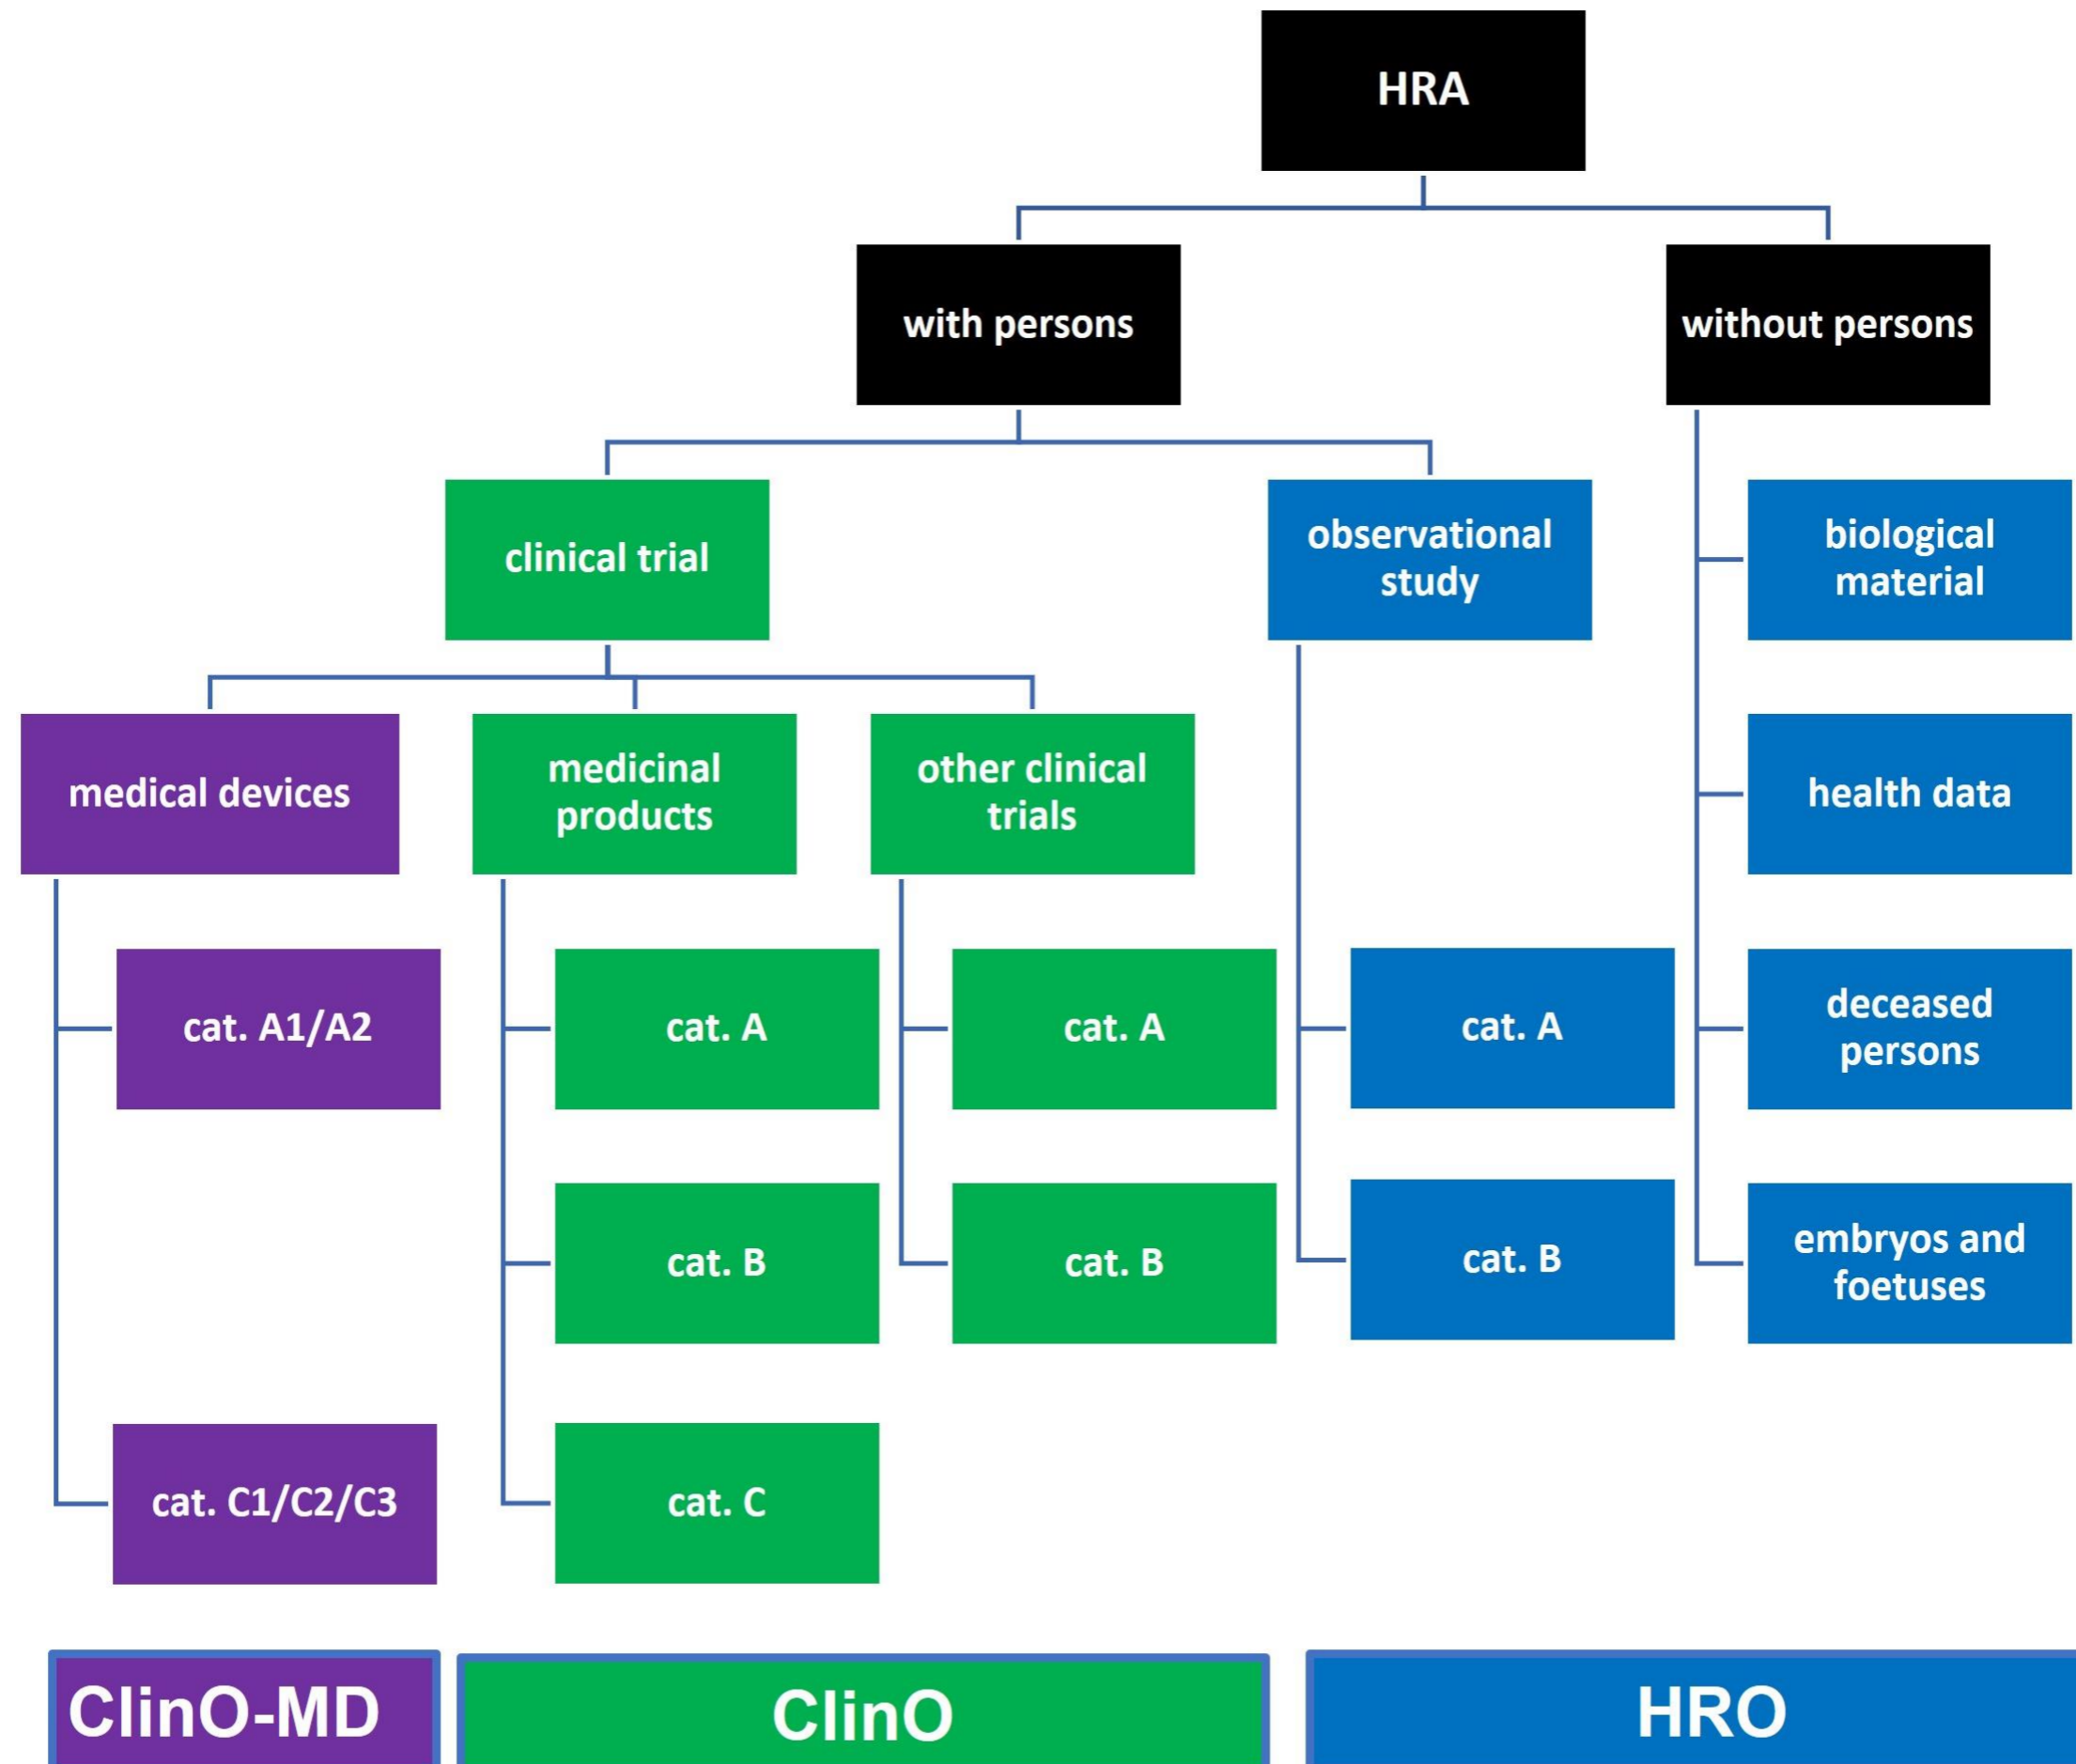 HRA
with persons
without persons
clinical trial
observational
study
biological
material
medical devices
medicinal
products
other clinical
trials
health data
cat. A1/A2
cat. A
cat. A
cat. A
deceased
persons
cat. B
cat. B
cat. B
embryos and
foetuses
cat. C1/C2/C3
cat. C
ClinO-MD
ClinO
HRO